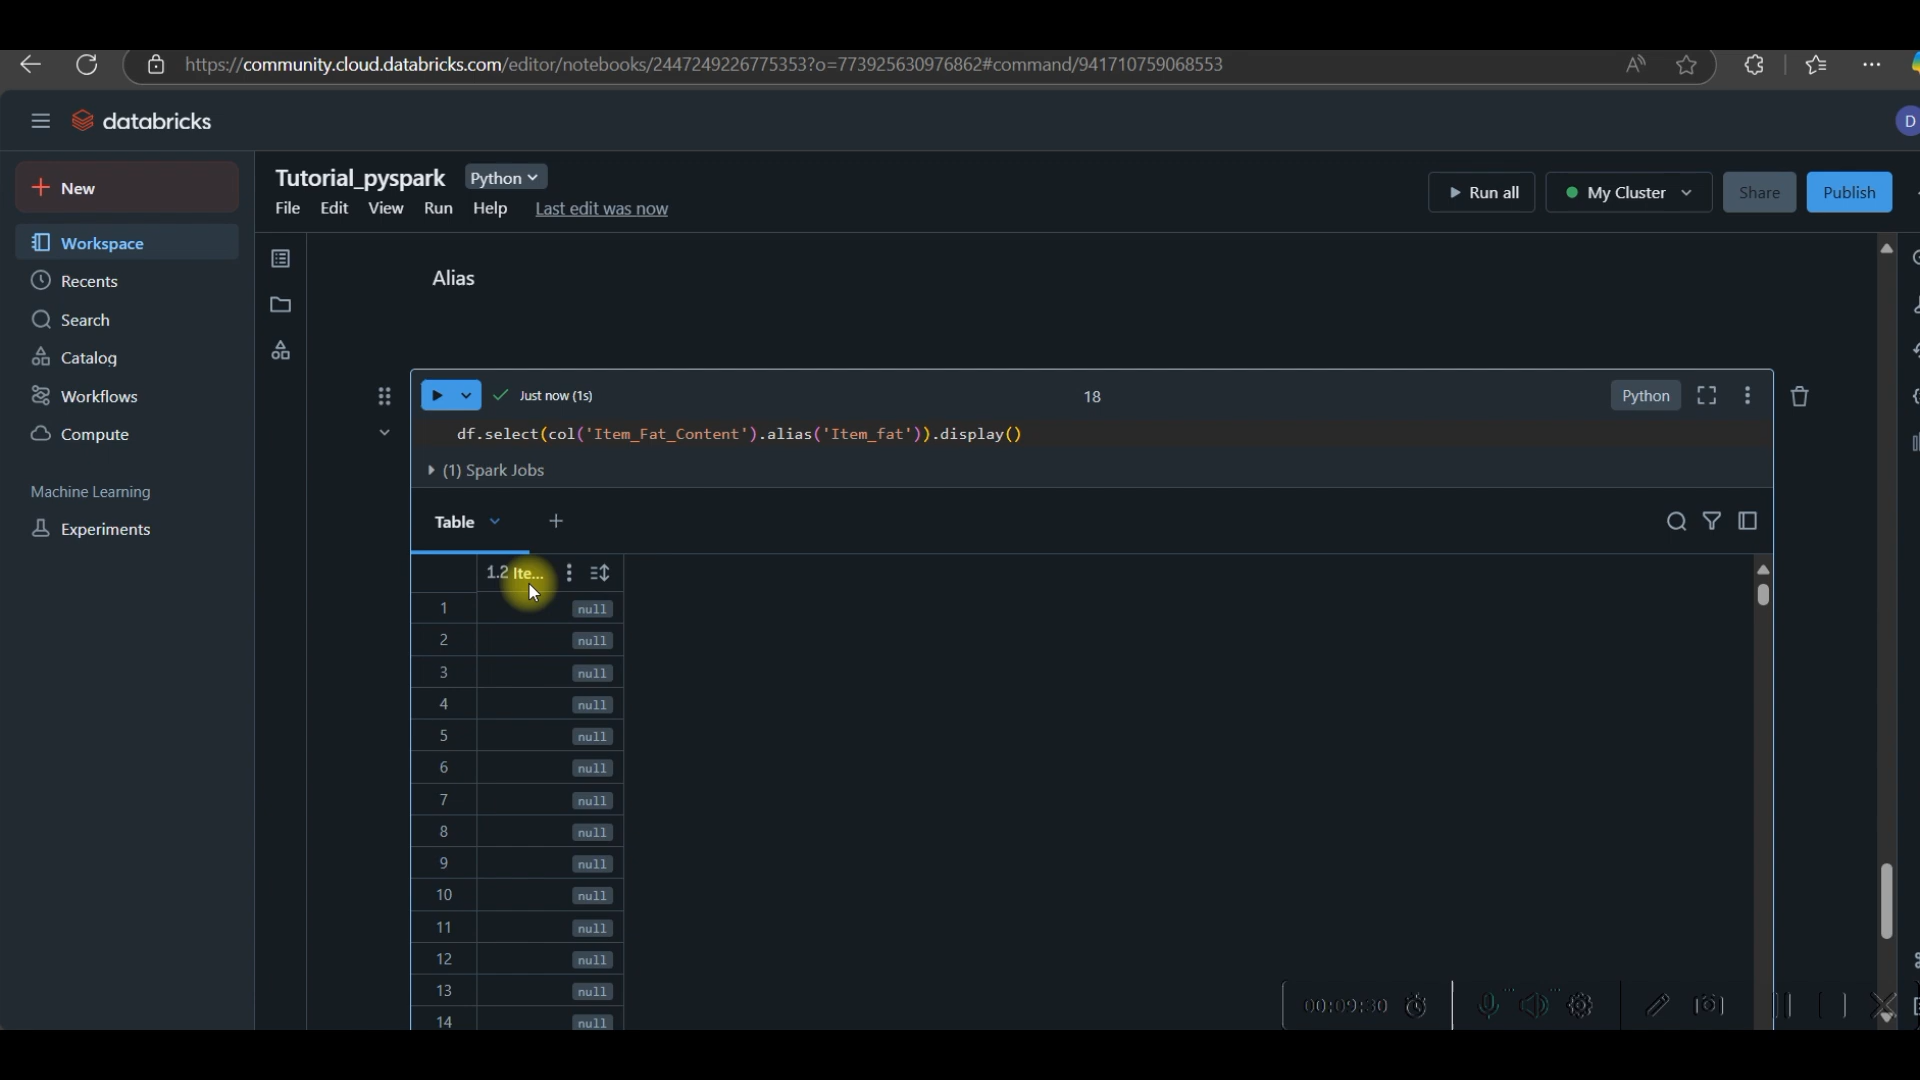 https://community.cloud.databricks.com/editor/notebooks/2447249226775353?o=773925630976862#command/941710759068553
databricks
D
New
Workspace
Recents
Search
Catalog
Workflows
Compute
Machine Learning
Experiments
Tutorial_pyspark Python
File Edit View Run Help Last edit was now
Run all My Cluster Share Publish
Alias
Just now (1s) 18 Python
df.select(col('Item_Fat_Content').alias('Item_fat')).display()
(1) Spark Jobs
Table
1.2 Ite...
1 null
2 null
3 null
4 null
5 null
6 null
7 null
8 null
9 null
10 null
11 null
12 null
13 null
14 null
00:09:30